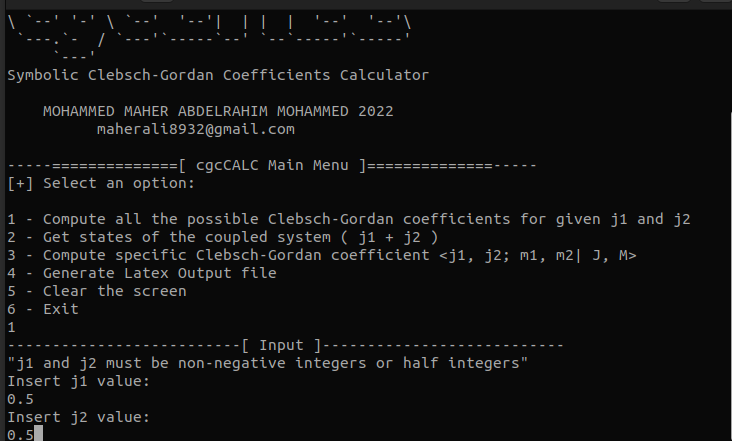 \ `--' '-' \ `--'  '--'|  | |  |  '--'  '--'\
 `---.`-  / `---'`-----`--' `--`-----'`-----'
     `---'
Symbolic Clebsch-Gordan Coefficients Calculator
MOHAMMED MAHER ABDELRAHIM MOHAMMED 2022
maherali8932@gmail.com
-----==============[ cgcCALC Main Menu ]==============-----
[+] Select an option:
1 - Compute all the possible Clebsch-Gordan coefficients for given j1 and j2
2 - Get states of the coupled system ( j1 + j2 )
3 - Compute specific Clebsch-Gordan coefficient <j1, j2; m1, m2| J, M>
4 - Generate Latex Output file
5 - Clear the screen
6 - Exit
1
--------------------------[ Input ]---------------------------
"j1 and j2 must be non-negative integers or half integers"
Insert j1 value:
0.5
Insert j2 value:
0.5